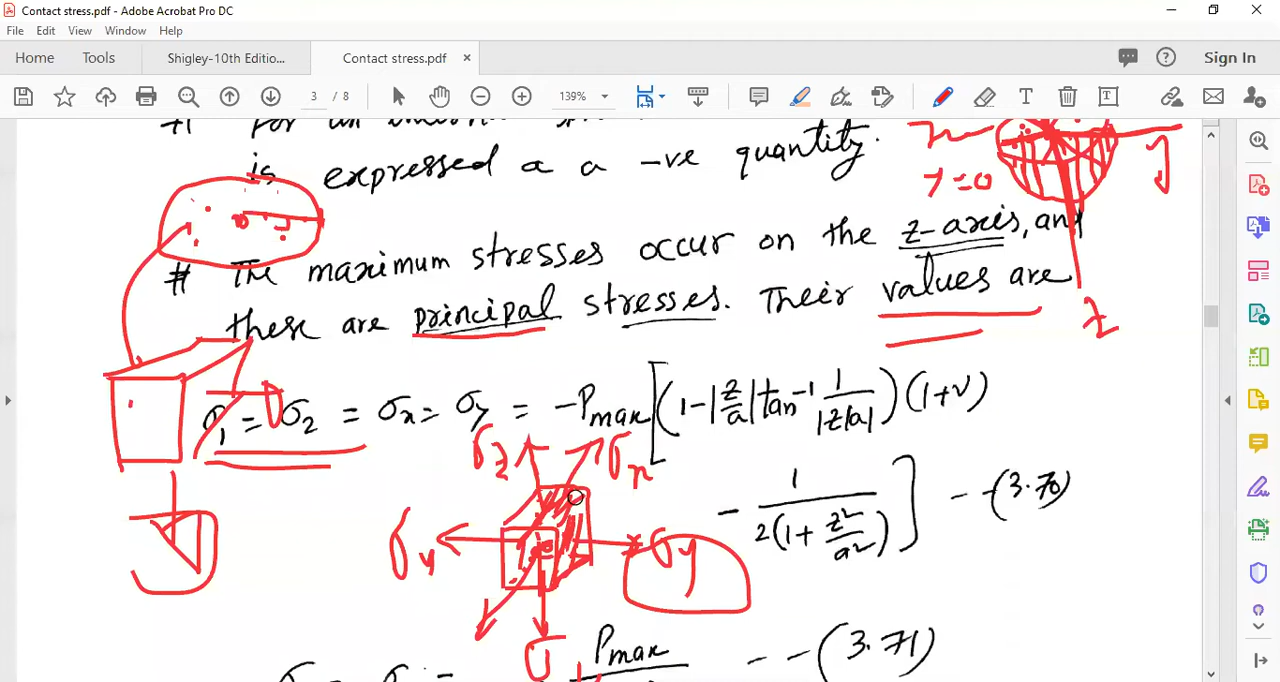 Contact stress.pdf - Adobe Acrobat Pro DC
File Edit View Window Help
Home Tools Shigley-10th Editio... Contact stress.pdf × Sign In
3 / 8 139%
is expressed a a -ve quantity.
r=0
y
# The maximum stresses occur on the z-axis, and
these are principal stresses. Their values are
z
σ1 = σ2 = σx = σy = -Pmax [(1-|z/a| tan⁻¹ 1/|z/a|)(1+ν)
- 1/2(1+z²/a²)] --(3.70)
σz σx
σy σy
σ
Pmax --(3.71)